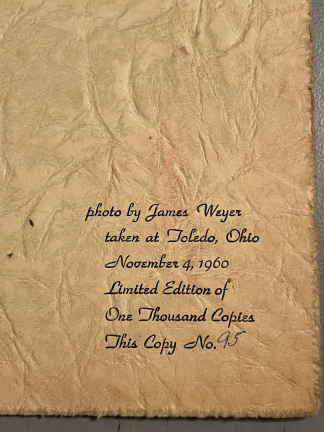 photo by James Weyer
taken at Toledo, Ohio
November 4, 1960
Limited Edition of
One Thousand Copies
This Copy No. 95